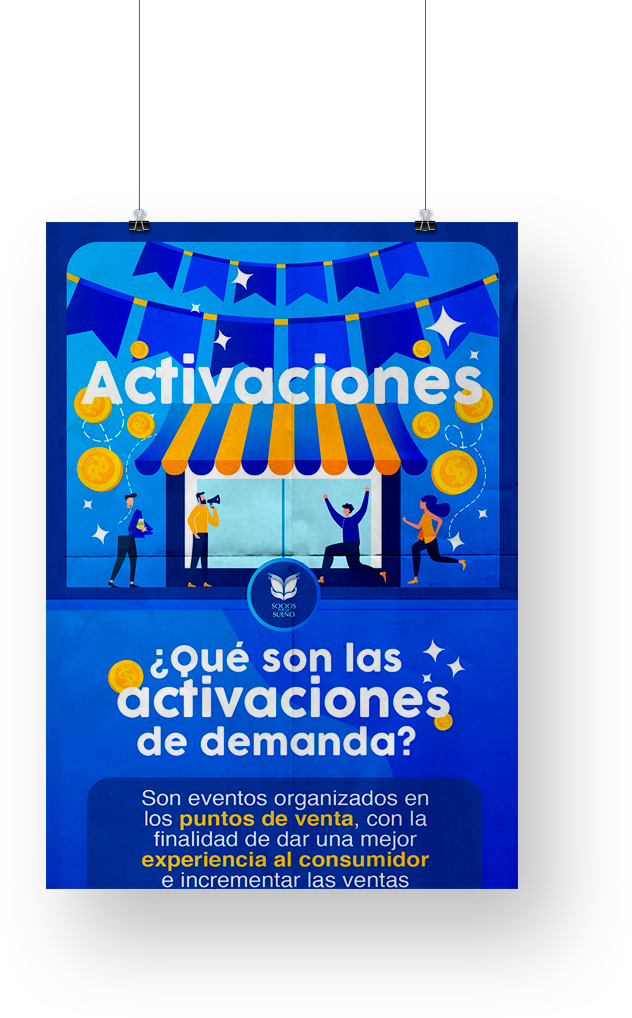 Activaciones
SOCIOS
SUEÑO
¿Qué son las
activaciones
de demanda?
Son eventos organizados en
los puntos de venta, con la
finalidad de dar una mejor
experiencia al consumidor
e incrementar las ventas